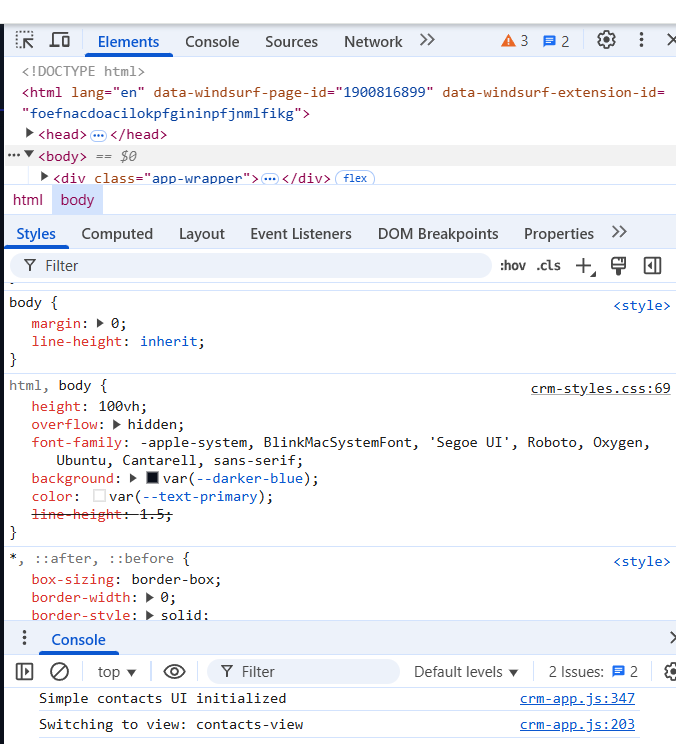 Elements Console Sources Network 3 2
<!DOCTYPE html>
<html lang="en" data-windsurf-page-id="1900816899" data-windsurf-extension-id=
"foefnacdoacilokpfgininpfjnmlfikg">
<head> … </head>
… <body> == $0
<div class="app-wrapper"> … </div> flex
html body
Styles Computed Layout Event Listeners DOM Breakpoints Properties
Filter :hov .cls
body { <style>
margin: 0;
line-height: inherit;
}
html, body { crm-styles.css:69
height: 100vh;
overflow: hidden;
font-family: -apple-system, BlinkMacSystemFont, 'Segoe UI', Roboto, Oxygen,
Ubuntu, Cantarell, sans-serif;
background: var(--darker-blue);
color: var(--text-primary);
line-height: 1.5;
}
*, ::after, ::before { <style>
box-sizing: border-box;
border-width: 0;
border-style: solid;
Console
top Filter Default levels 2 Issues: 2
Simple contacts UI initialized crm-app.js:347
Switching to view: contacts-view crm-app.js:203